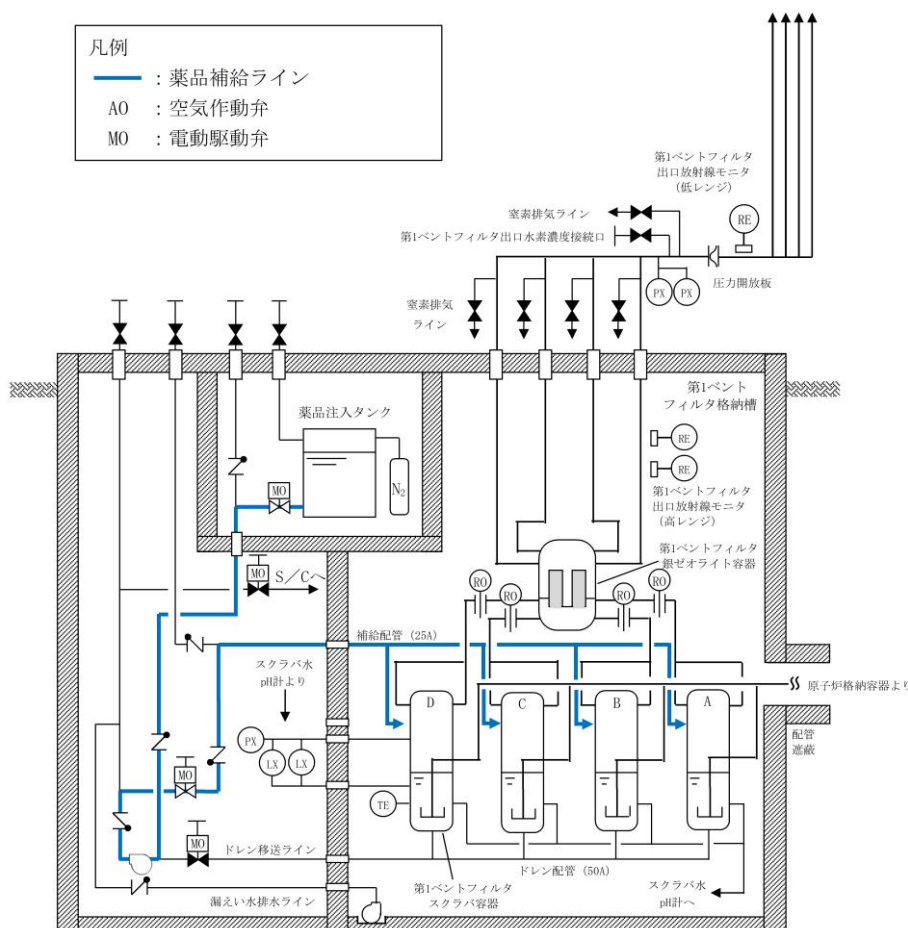 凡例
：薬品補給ライン
AO ：空気作動弁
MO ：電動駆動弁
第1ベントフィルタ
出口放射線モニタ
(低レンジ)
RE
窒素排気ライン
第1ベントフィルタ出口水素濃度接続口
圧力開放板
PX
PX
窒素排気
ライン
第1ベント
フィルタ格納槽
薬品注入タンク
N2
MO
RE
RE
第1ベントフィルタ
出口放射線モニタ
(高レンジ)
MO
S／Cへ
第1ベントフィルタ
銀ゼオライト容器
RO
RO
RO
RO
補給配管 (25A)
スクラバ水
pH計より
原子炉格納容器より
D
C
B
A
配管
遮蔽
PX
LX
LX
MO
TE
MO
ドレン移送ライン
ドレン配管 (50A)
第1ベントフィルタ
スクラバ容器
スクラバ水
pH計へ
漏えい水排水ライン